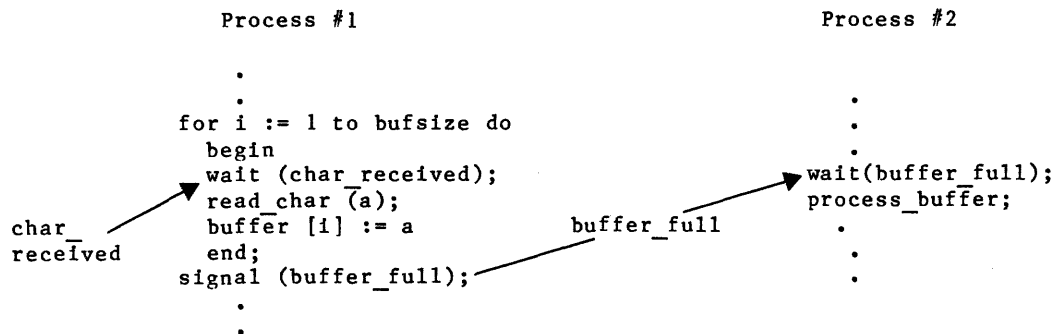 Process #1
Process #2
for i := 1 to bufsize do
begin
wait (char_received);
read_char (a);
buffer [i] := a
end;
signal (buffer_full);
char_
received
buffer_full
wait(buffer_full);
process_buffer;